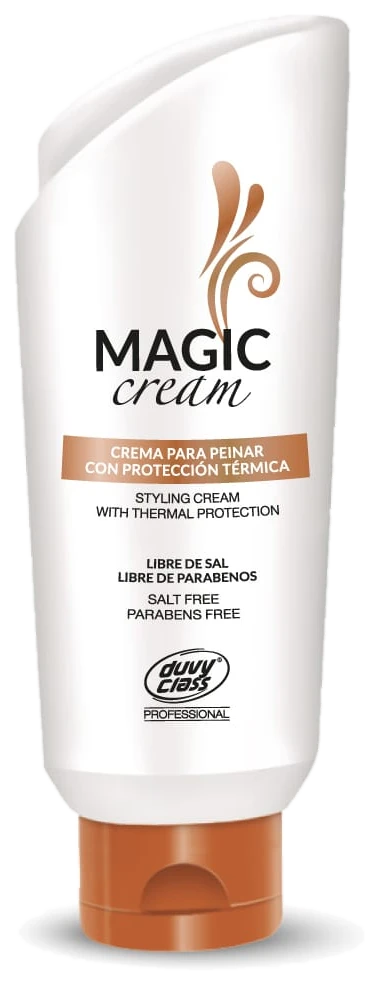 MAGIC
cream
CREMA PARA PEINAR
CON PROTECCIÓN TÉRMICA
STYLING CREAM
WITH THERMAL PROTECTION
LIBRE DE SAL
LIBRE DE PARABENOS
SALT FREE
PARABENS FREE
duvy
class
PROFESSIONAL